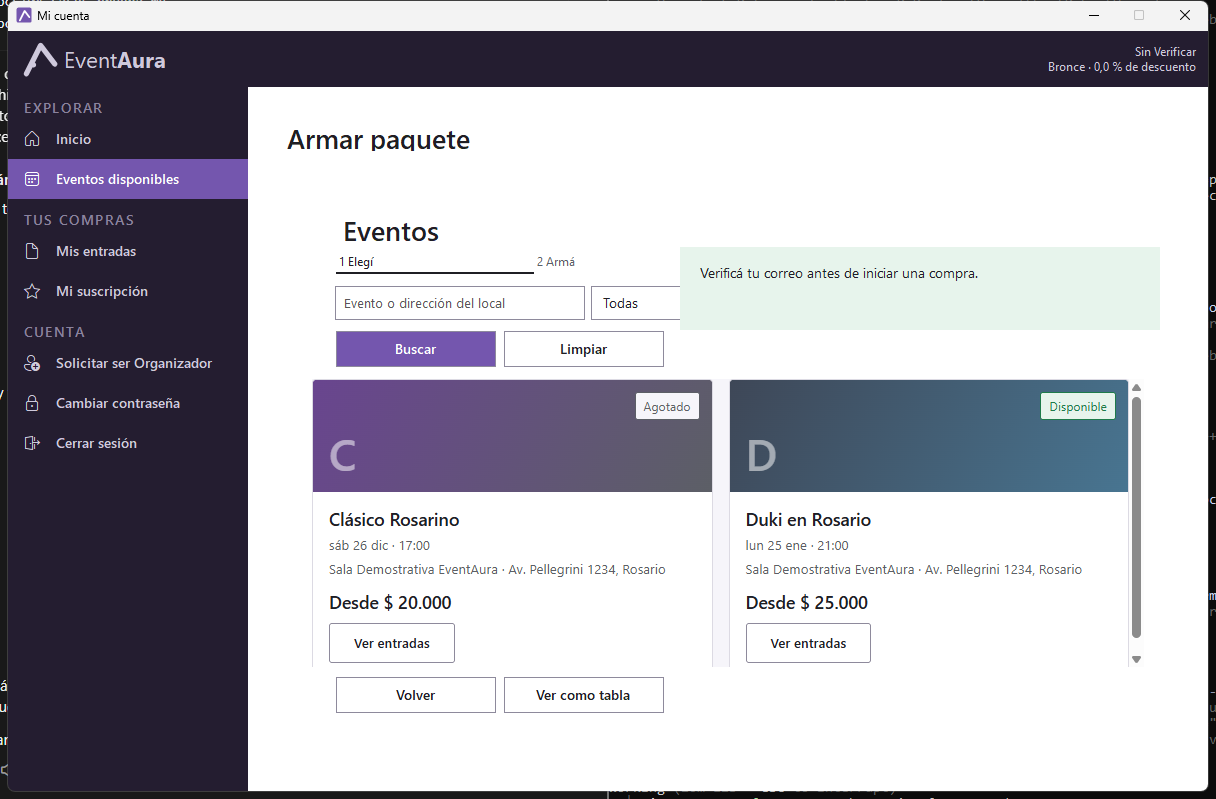 Mi cuenta
EventAura
Sin Verificar
Bronce · 0,0 % de descuento
EXPLORAR
Inicio
Eventos disponibles
TUS COMPRAS
Mis entradas
Mi suscripción
CUENTA
Solicitar ser Organizador
Cambiar contraseña
Cerrar sesión
Armar paquete
Eventos
1 Elegí
2 Armá
Verificá tu correo antes de iniciar una compra.
Evento o dirección del local
Todas
Buscar
Limpiar
Agotado
C
Clásico Rosarino
sáb 26 dic · 17:00
Sala Demostrativa EventAura · Av. Pellegrini 1234, Rosario
Desde $ 20.000
Ver entradas
Disponible
D
Duki en Rosario
lun 25 ene · 21:00
Sala Demostrativa EventAura · Av. Pellegrini 1234, Rosario
Desde $ 25.000
Ver entradas
Volver
Ver como tabla